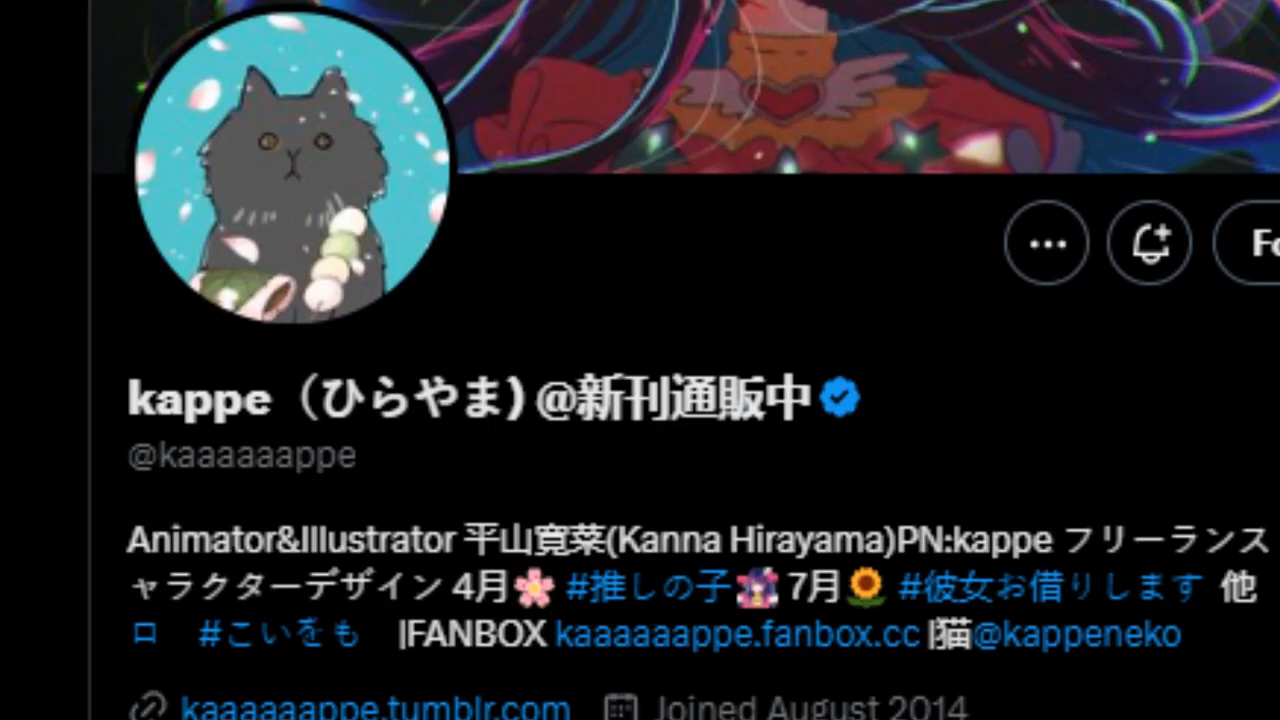 Fo
kappe（ひらやま) @新刊通販中
@kaaaaaappe
Animator&Illustrator 平山寛菜(Kanna Hirayama)PN:kappe フリーランス
ャラクターデザイン 4月🌸 #推しの子 7月🌻 #彼女お借りします 他
ロ #こいをも |FANBOX kaaaaaappe.fanbox.cc |猫@kappeneko
kaaaaaappe.tumblr.com Joined August 2014